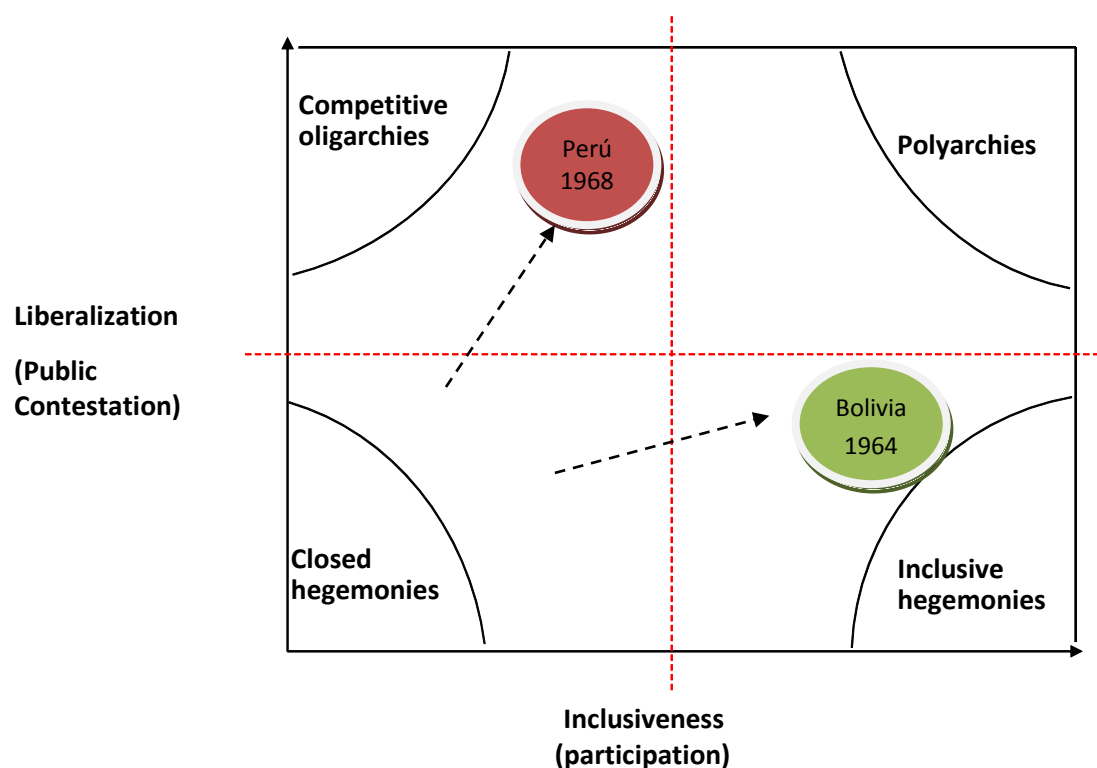 Competitive
oligarchies
Perú
1968
Polyarchies
Liberalization
(Public
Contestation)
Bolivia
1964
Closed
hegemonies
Inclusive
hegemonies
Inclusiveness
(participation)